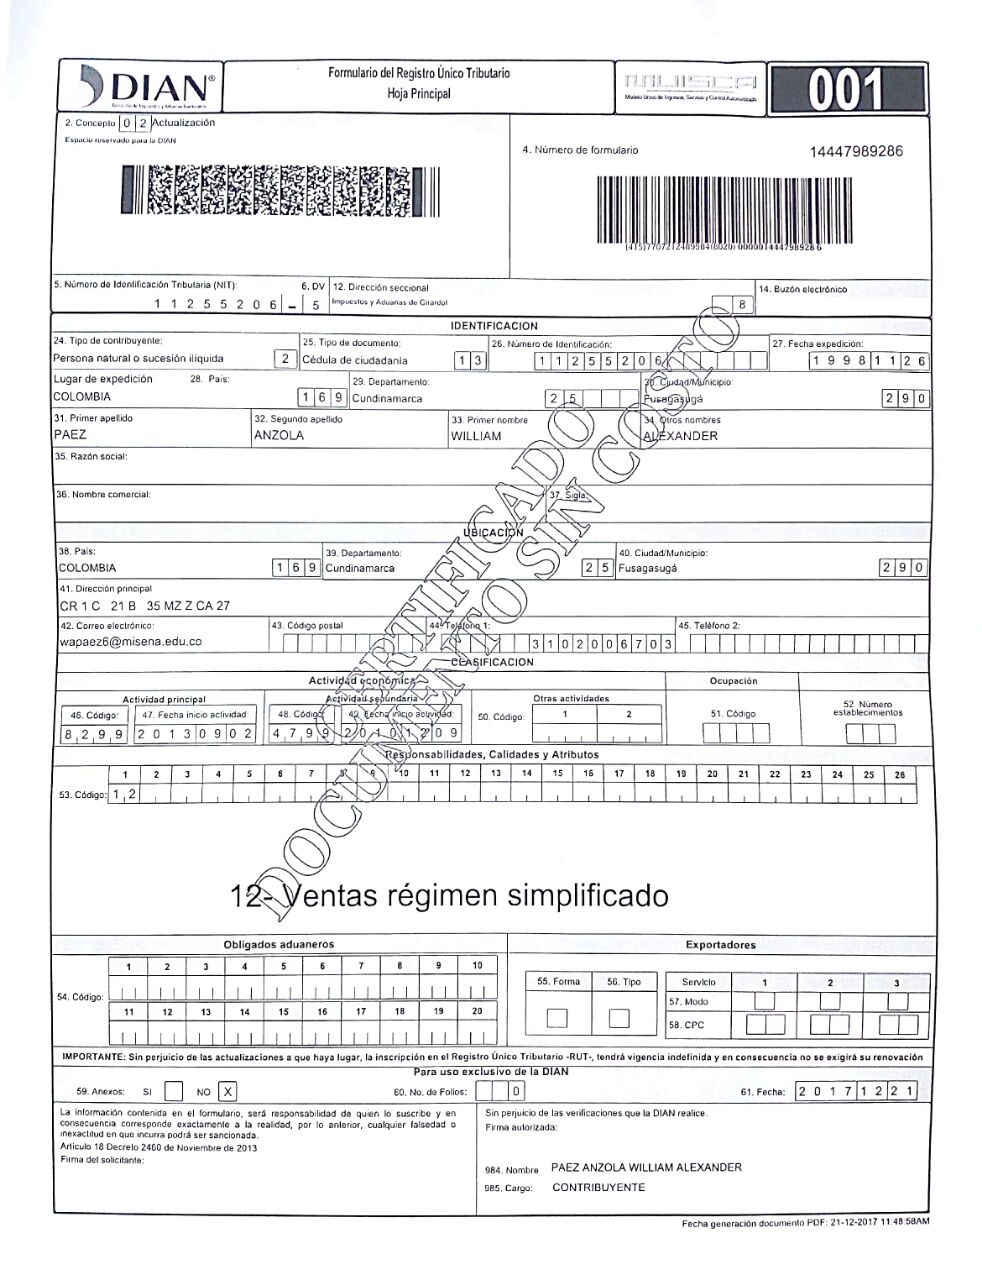 DIAN®
Formulario del Registro Único Tributario
Hoja Principal
MUISCA
Modelo Único de Ingresos, Servicio y Control Automatizado
001
2. Concepto 0 2 Actualización
Espacio reservado para la DIAN
4. Número de formulario 14447989286
(415)7707212489984(8020) 000001444798928 6
5. Número de Identificación Tributaria (NIT): 6. DV 12. Dirección seccional 14. Buzón electrónico
1 1 2 5 5 2 0 6 - 5 Impuestos y Aduanas de Girardot 8
IDENTIFICACION
24. Tipo de contribuyente: 25. Tipo de documento: 26. Número de Identificación: 27. Fecha expedición:
Persona natural o sucesión ilíquida 2 Cédula de ciudadanía 1 3 1 1 2 5 5 2 0 6 1 9 9 8 1 1 2 6
Lugar de expedición 28. País: 29. Departamento: 30. Ciudad/Municipio:
COLOMBIA 1 6 9 Cundinamarca 2 5 Fusagasugá 2 9 0
31. Primer apellido 32. Segundo apellido 33. Primer nombre 34. Otros nombres
PAEZ ANZOLA WILLIAM ALEXANDER
35. Razón social:
36. Nombre comercial: 37. Sigla:
UBICACIÓN
38. País: 39. Departamento: 40. Ciudad/Municipio:
COLOMBIA 1 6 9 Cundinamarca 2 5 Fusagasugá 2 9 0
41. Dirección principal
CR 1 C 21 B 35 MZ Z CA 27
42. Correo electrónico: 43. Código postal 44. Teléfono 1: 45. Teléfono 2:
wapaez6@misena.edu.co 3 1 0 2 0 0 6 7 0 3
CLASIFICACION
Actividad económica Ocupación
Actividad principal Actividad secundaria Otras actividades 52. Número establecimientos
46. Código: 47. Fecha inicio actividad: 48. Código: 49. Fecha inicio actividad: 50. Código: 1 2 51. Código
8 2 9 9 2 0 1 3 0 9 0 2 4 7 9 9 2 0 1 0 1 2 0 9
Responsabilidades, Calidades y Atributos
1 2 3 4 5 6 7 8 9 10 11 12 13 14 15 16 17 18 19 20 21 22 23 24 25 26
53. Código: 1 2
12- Ventas régimen simplificado
CERTIFICADO
DOCUMENTO SIN COSTO
Obligados aduaneros Exportadores
1 2 3 4 5 6 7 8 9 10
54. Código:
11 12 13 14 15 16 17 18 19 20
55. Forma 56. Tipo Servicio 1 2 3
57. Modo
58. CPC
IMPORTANTE: Sin perjuicio de las actualizaciones a que haya lugar, la inscripción en el Registro Único Tributario -RUT-, tendrá vigencia indefinida y en consecuencia no se exigirá su renovación
Para uso exclusivo de la DIAN
59. Anexos: SI NO X 60. No. de Folios: 0 61. Fecha: 2 0 1 7 1 2 2 1
La información contenida en el formulario, será responsabilidad de quien lo suscribe y en
consecuencia corresponde exactamente a la realidad, por lo anterior, cualquier falsedad o
inexactitud en que incurra podrá ser sancionada.
Artículo 18 Decreto 2460 de Noviembre de 2013
Firma del solicitante:
Sin perjuicio de las verificaciones que la DIAN realice.
Firma autorizada:
984. Nombre PAEZ ANZOLA WILLIAM ALEXANDER
985. Cargo: CONTRIBUYENTE
Fecha generación documento PDF: 21-12-2017 11:48:58AM